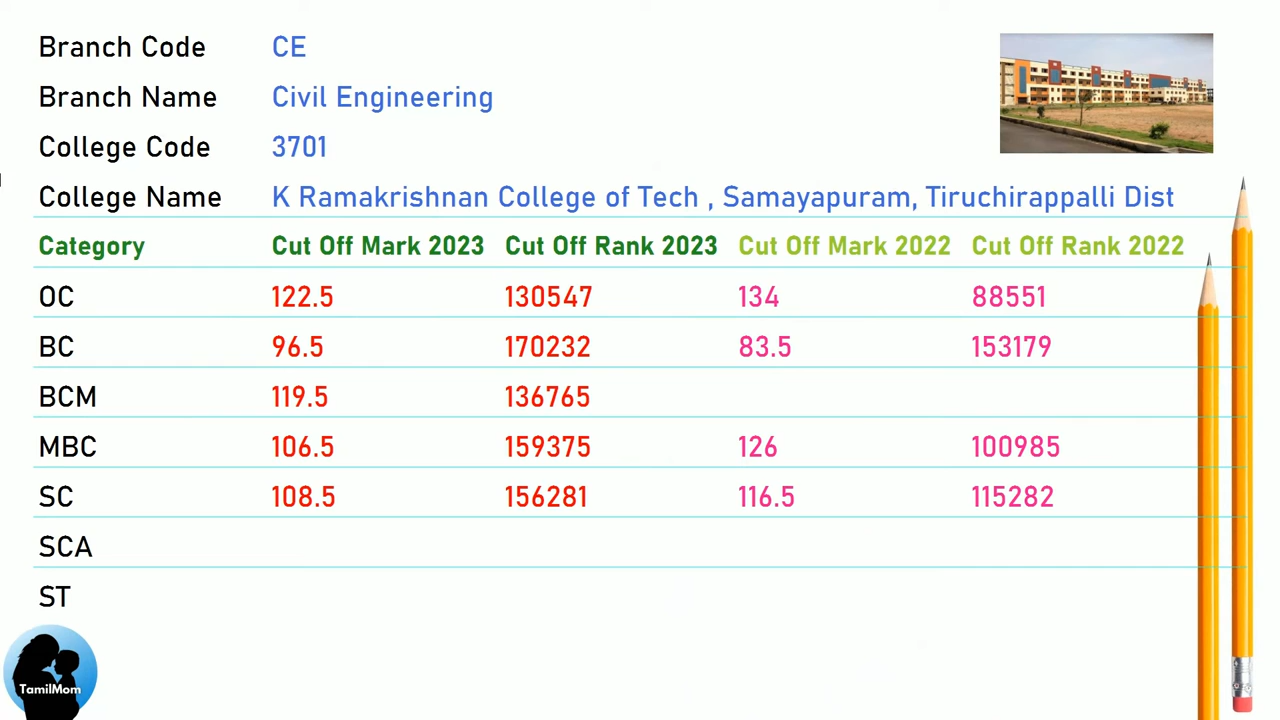 Branch Code CE
Branch Name Civil Engineering
College Code 3701
College Name K Ramakrishnan College of Tech , Samayapuram, Tiruchirappalli Dist
Category Cut Off Mark 2023 Cut Off Rank 2023 Cut Off Mark 2022 Cut Off Rank 2022
OC 122.5 130547 134 88551
BC 96.5 170232 83.5 153179
BCM 119.5 136765
MBC 106.5 159375 126 100985
SC 108.5 156281 116.5 115282
SCA
ST
TamilMom